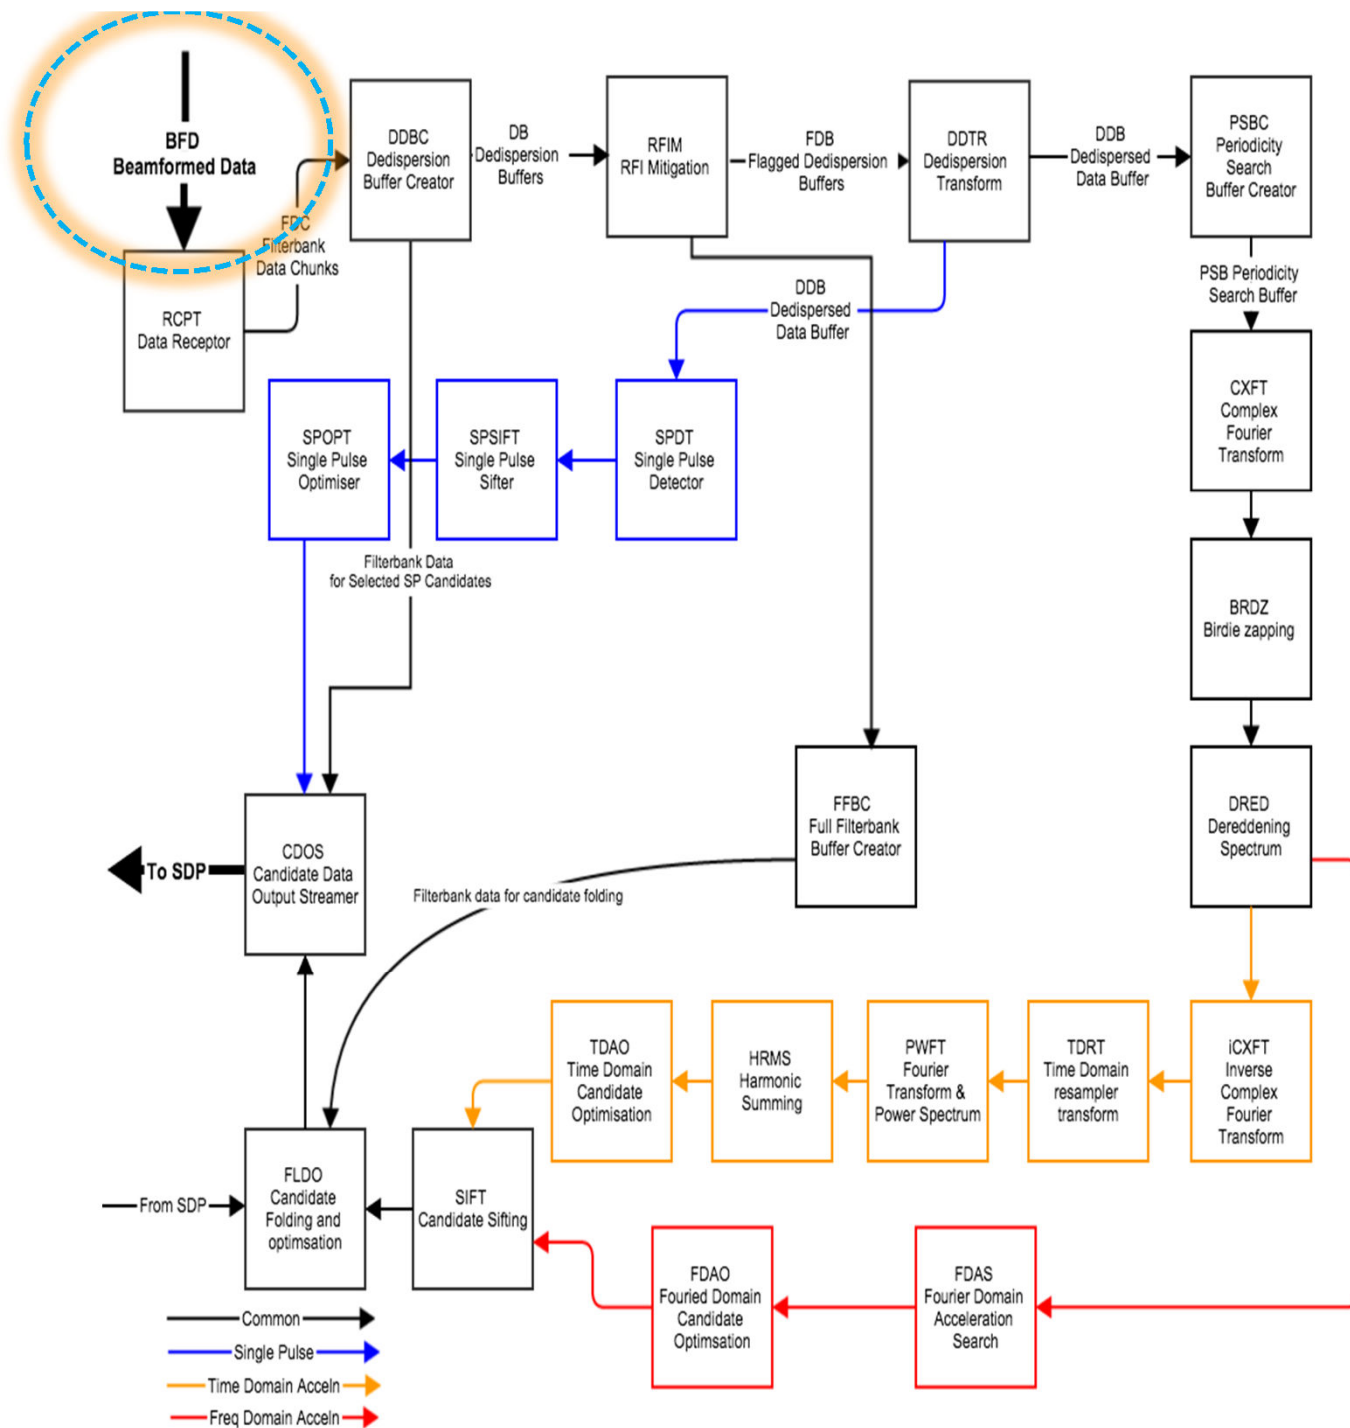 BFD
Beamformed Data
FDC
Filterbank
Data Chunks
RCPT
Data Receptor
DDBC
Dedispersion
Buffer Creator
DB
Dedispersion
Buffers
RFIM
RFI Mitigation
FDB
Flagged Dedispersion
Buffers
DDTR
Dedispersion
Transform
DDB
Dedispersed
Data Buffer
PSBC
Periodicity
Search
Buffer Creator
PSB Periodicity
Search Buffer
DDB
Dedispersed
Data Buffer
CXFT
Complex
Fourier
Transform
SPOPT
Single Pulse
Optimiser
SPSIFT
Single Pulse
Sifter
SPDT
Single Pulse
Detector
Filterbank Data
for Selected SP Candidates
BRDZ
Birdie zapping
CDOS
Candidate Data
Output Streamer
To SDP
FFBC
Full Filterbank
Buffer Creator
DRED
Dereddening
Spectrum
Filterbank data for candidate folding
TDAO
Time Domain
Candidate
Optimisation
HRMS
Harmonic
Summing
PWFT
Fourier
Transform &
Power Spectrum
TDRT
Time Domain
resampler
transform
iCXFT
Inverse
Complex
Fourier
Transform
From SDP
FLDO
Candidate
Folding and
optimsation
SIFT
Candidate Sifting
FDAO
Fouried Domain
Candidate
Optimsation
FDAS
Fourier Domain
Acceleration
Search
Common
Single Pulse
Time Domain Acceln
Freq Domain Acceln